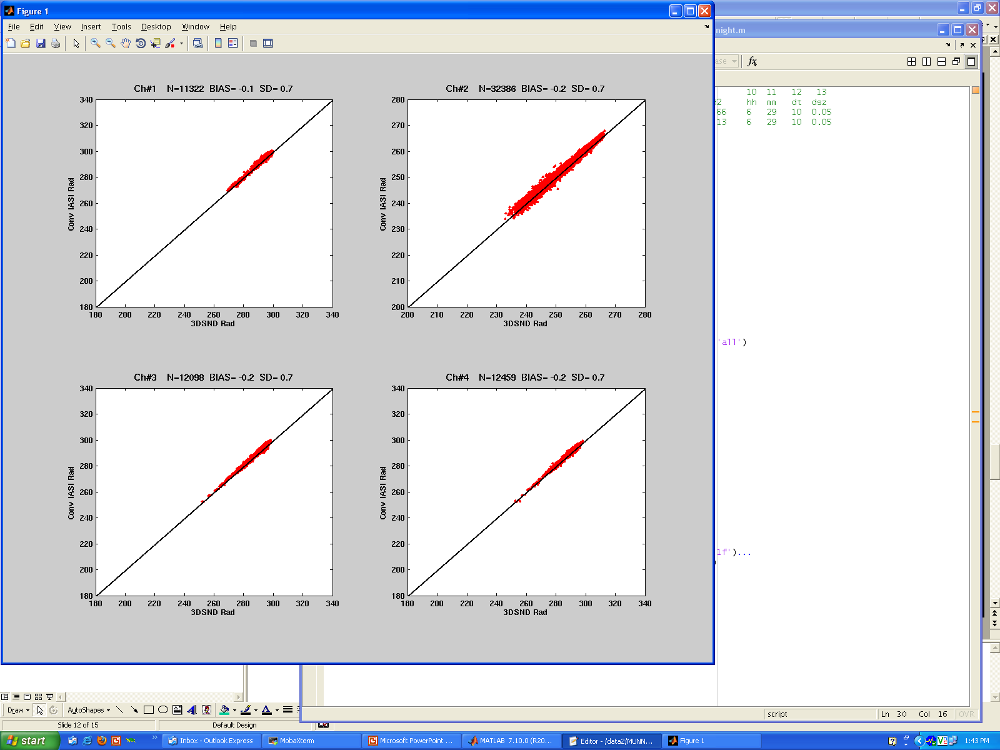 Figure 1
File Edit View Insert Tools Desktop Window Help
night.m
Ch#1 N=11322 BIAS= -0.1 SD= 0.7
340
320
300
280
260
240
220
200
180
180 200 220 240 260 280 300 320 340
3DSND Rad
Conv IASI Rad
Ch#2 N=32386 BIAS= -0.2 SD= 0.7
280
270
260
250
240
230
220
210
200
200 210 220 230 240 250 260 270 280
3DSND Rad
Conv IASI Rad
Ch#3 N=12098 BIAS= -0.2 SD= 0.7
340
320
300
280
260
240
220
200
180
180 200 220 240 260 280 300 320 340
3DSND Rad
Conv IASI Rad
Ch#4 N=12459 BIAS= -0.2 SD= 0.7
340
320
300
280
260
240
220
200
180
180 200 220 240 260 280 300 320 340
3DSND Rad
Conv IASI Rad
ase
fx
10 11 12 13
d2 hh mm dt dsz
66 6 29 10 0.05
13 6 29 10 0.05
'all')
1f')...
script Ln 30 Col 16 OVR
Draw AutoShapes
Slide 12 of 15 Default Design
start Inbox - Outlook Express MobaXterm Microsoft PowerPoint ... MATLAB 7.10.0 (R20... Editor - /data2/MUNN... Figure 1 1:43 PM